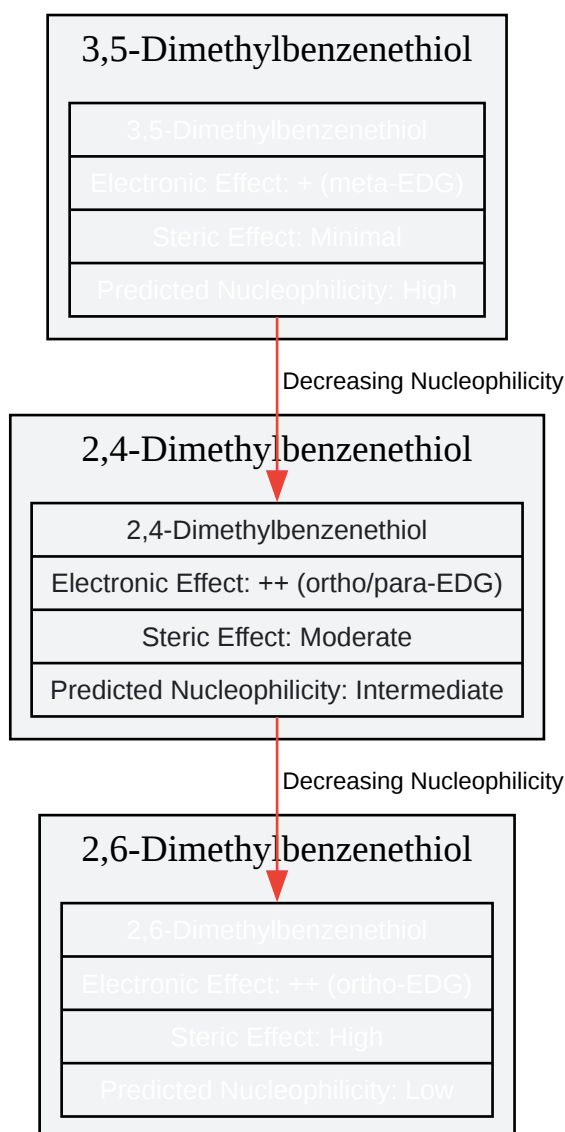 3,5-Dimethylbenzenethiol
3,5-Dimethylbenzenethiol
Electronic Effect: + (meta-EDG)
Steric Effect: Minimal
Predicted Nucleophilicity: High
Decreasing Nucleophilicity
2,4-Dimethylbenzenethiol
2,4-Dimethylbenzenethiol
Electronic Effect: ++ (ortho/para-EDG)
Steric Effect: Moderate
Predicted Nucleophilicity: Intermediate
Decreasing Nucleophilicity
2,6-Dimethylbenzenethiol
2,6-Dimethylbenzenethiol
Electronic Effect: ++ (ortho-EDG)
Steric Effect: High
Predicted Nucleophilicity: Low